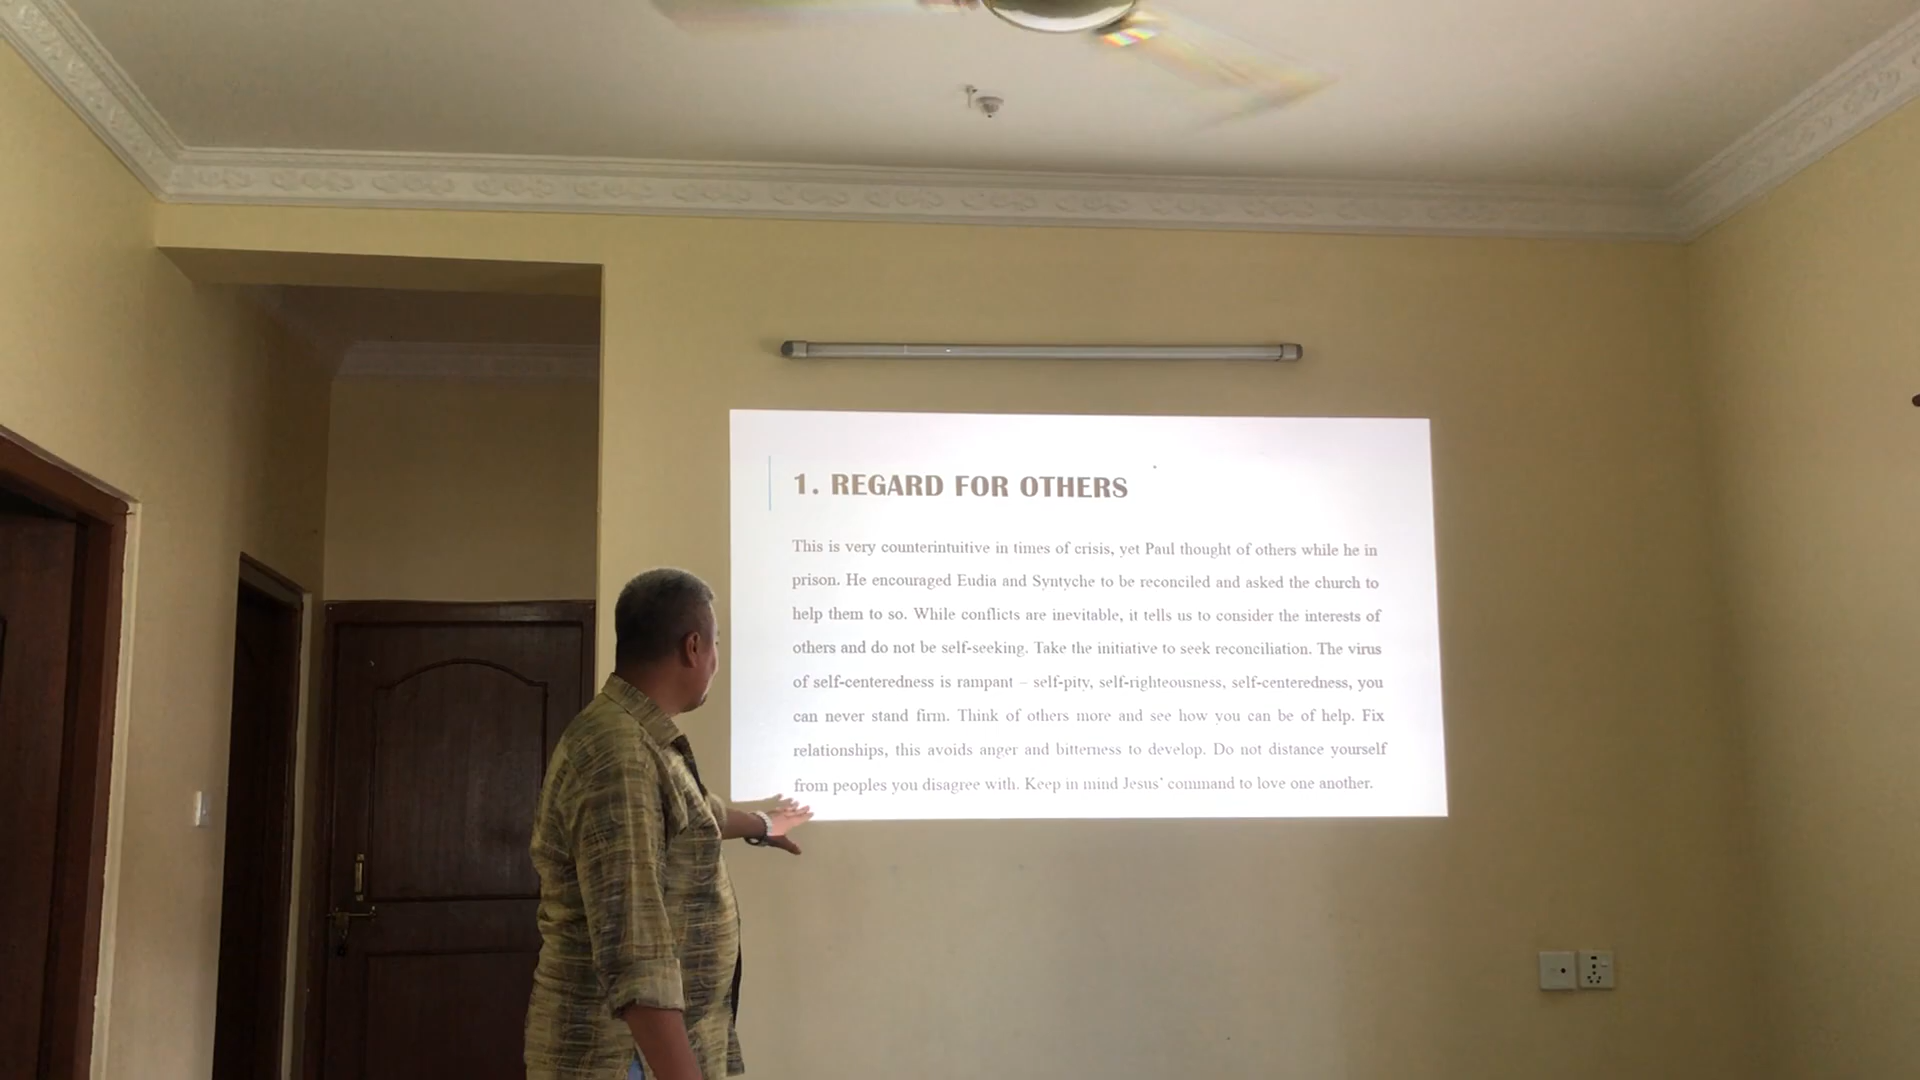 1. REGARD FOR OTHERS
This is very counterintuitive in times of crisis, yet Paul thought of others while he in
prison. He encouraged Eudia and Syntyche to be reconciled and asked the church to
help them to so. While conflicts are inevitable, it tells us to consider the interests of
others and do not be self-seeking. Take the initiative to seek reconciliation. The virus
of self-centeredness is rampant – self-pity, self-righteousness, self-centeredness, you
can never stand firm. Think of others more and see how you can be of help. Fix
relationships, this avoids anger and bitterness to develop. Do not distance yourself
from peoples you disagree with. Keep in mind Jesus' command to love one another.